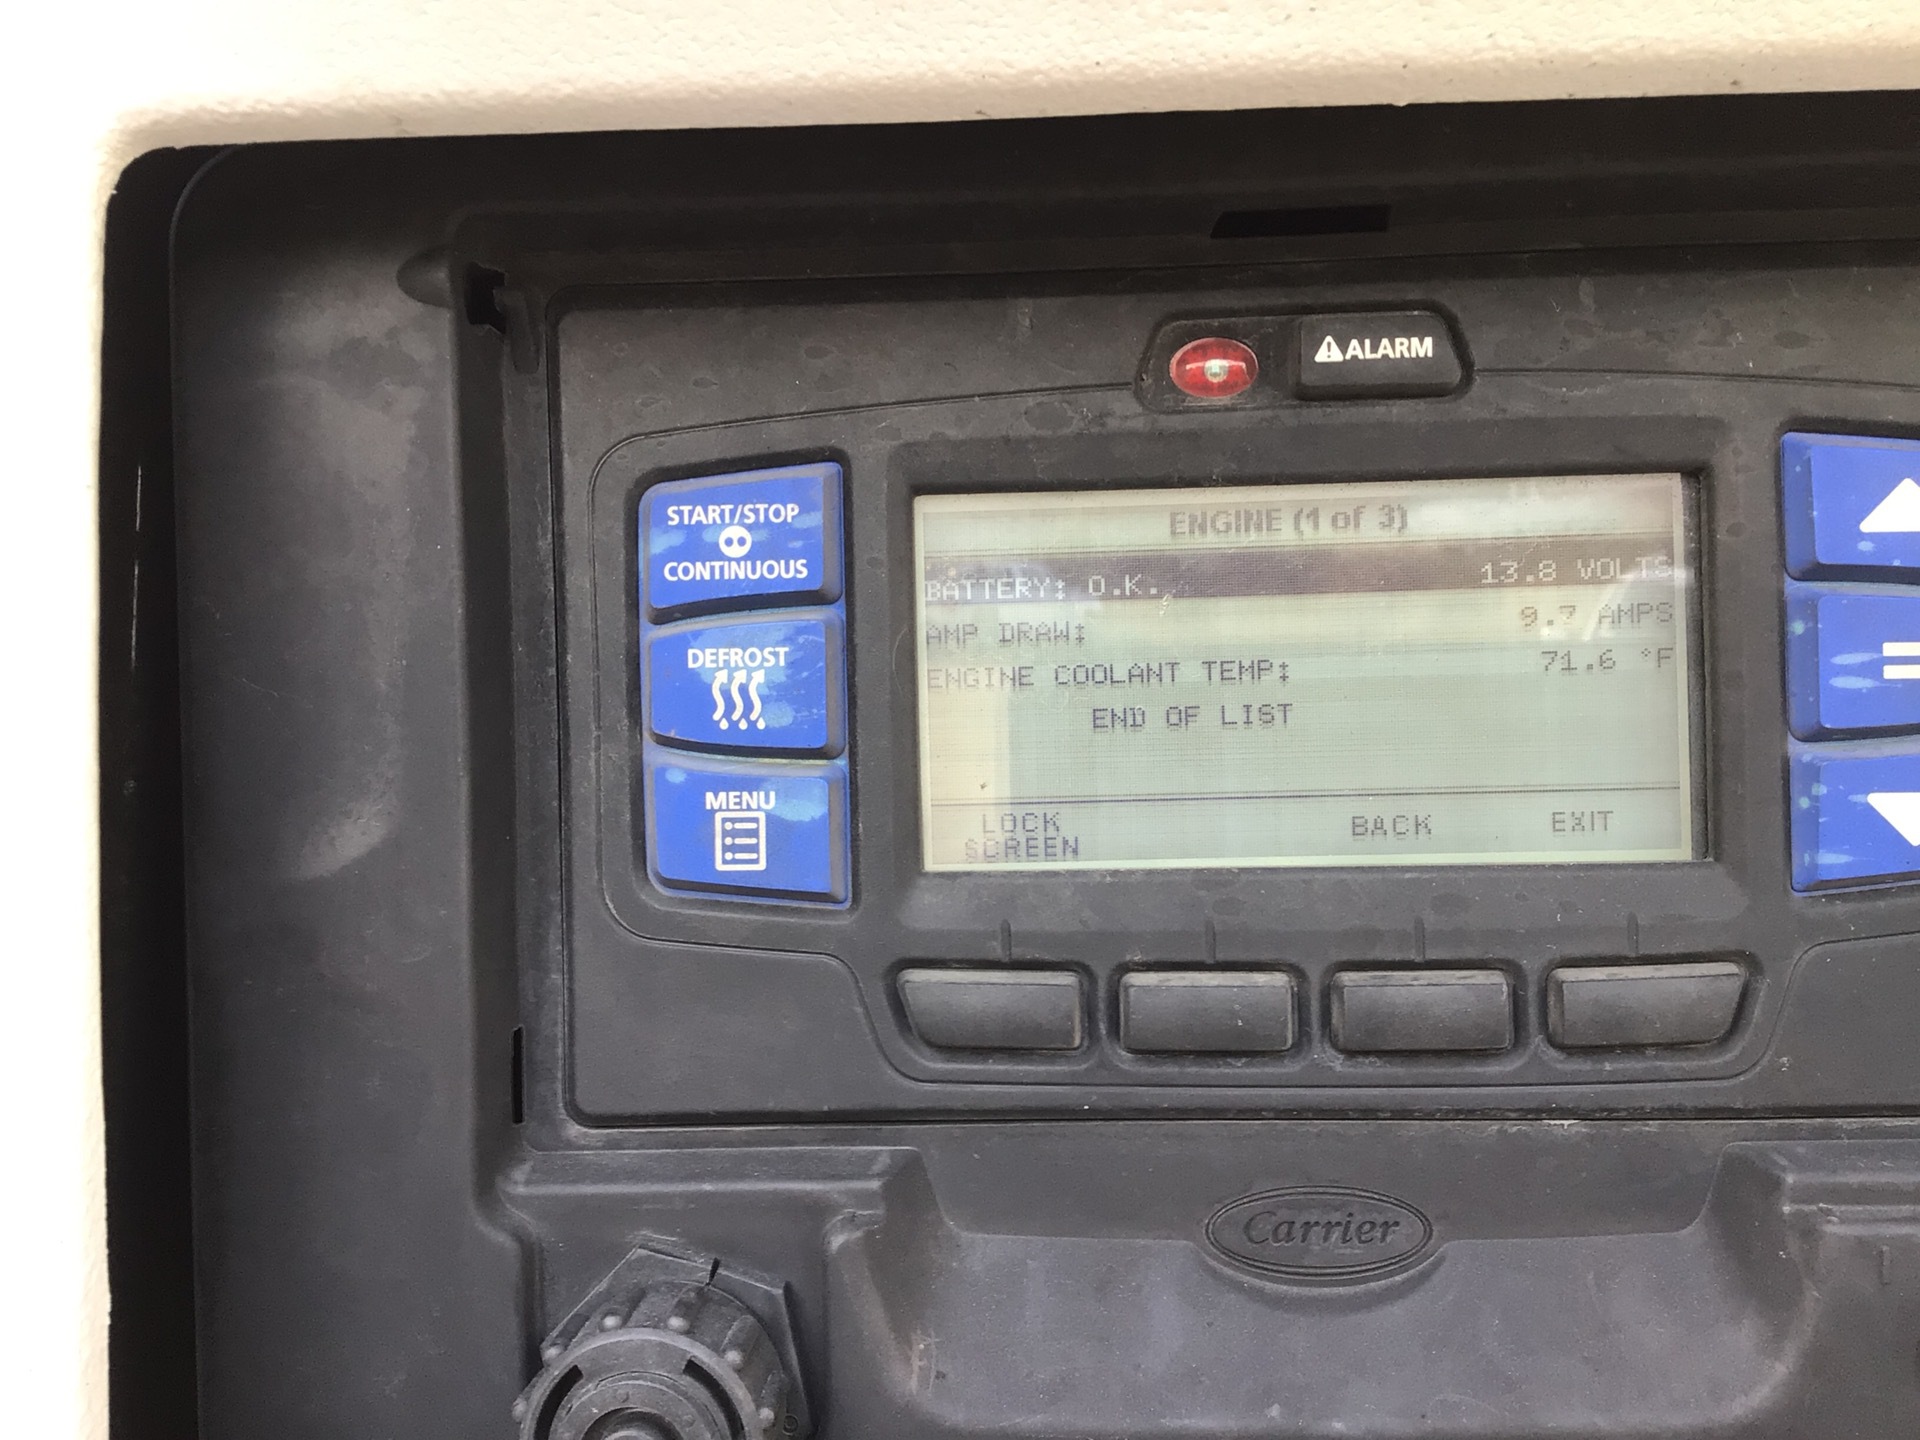 ALARM
START/STOP
CONTINUOUS
DEFROST
MENU
ENGINE (1 of 3)
BATTERY: O.K. 13.8 VOLTS
AMP DRAW: 9.7 AMPS
ENGINE COOLANT TEMP: 71.6 °F
END OF LIST
LOCK SCREEN
BACK
EXIT
Carrier